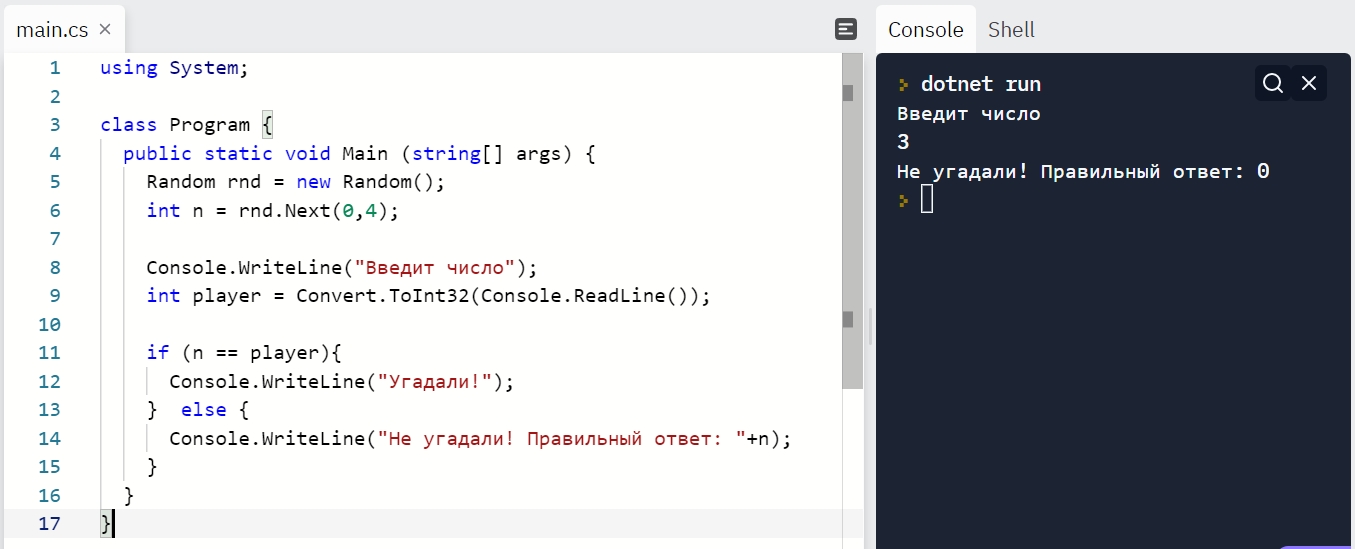 main.cs ×
1 using System;
2
3 class Program {
4 public static void Main (string[] args) {
5 Random rnd = new Random();
6 int n = rnd.Next(0,4);
7
8 Console.WriteLine("Введит число");
9 int player = Convert.ToInt32(Console.ReadLine());
10
11 if (n == player){
12 Console.WriteLine("Угадали!");
13 } else {
14 Console.WriteLine("Не угадали! Правильный ответ: "+n);
15 }
16 }
17 }
Console Shell
> dotnet run
Введит число
3
Не угадали! Правильный ответ: 0
>